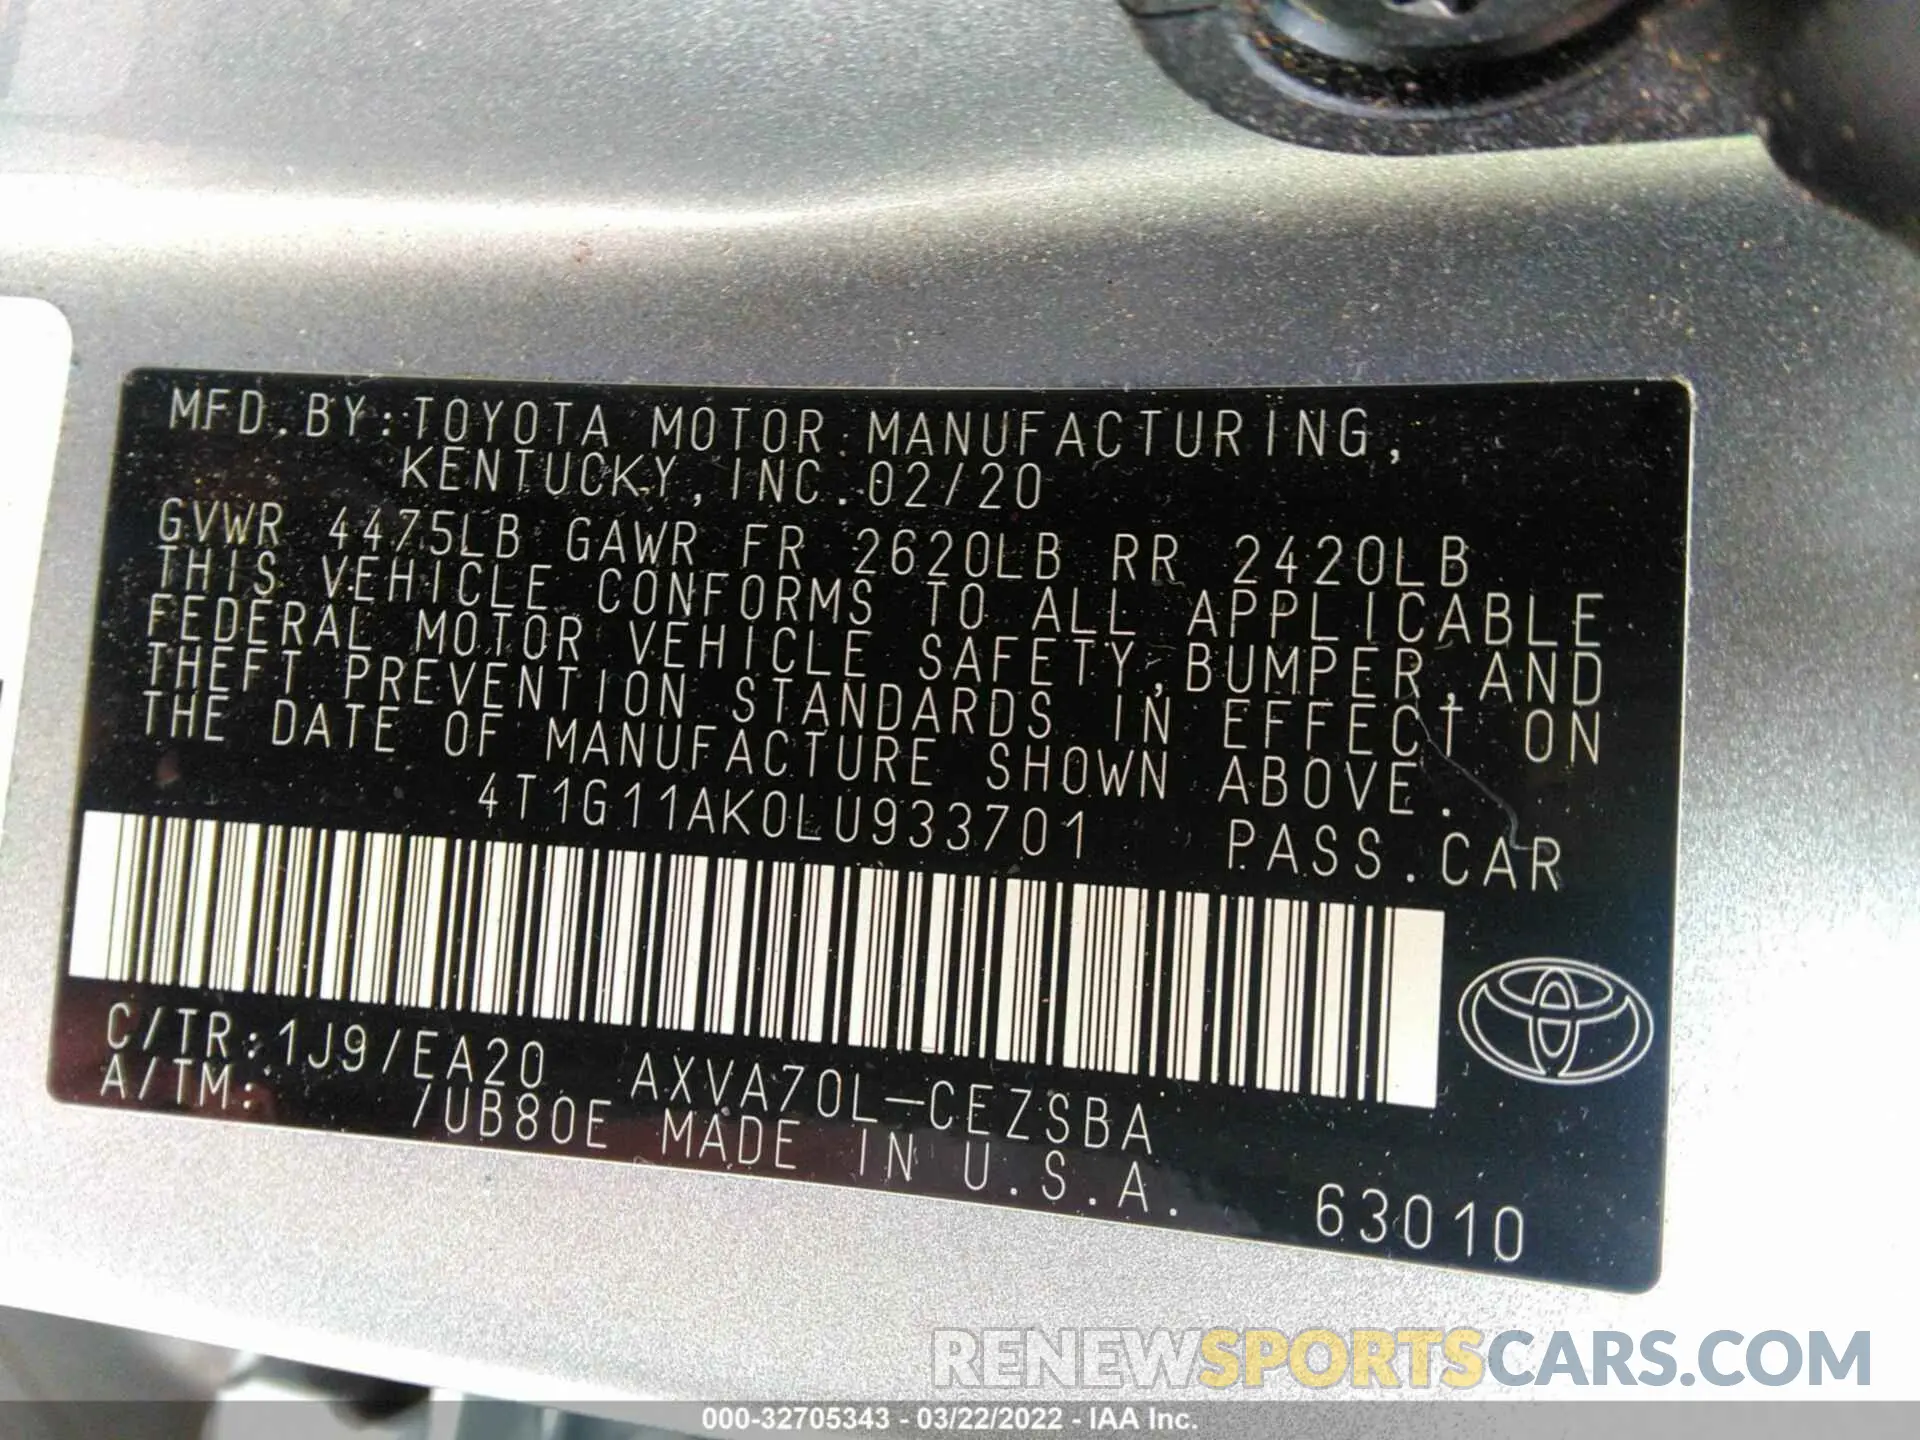 MFD.BY:TOYOTA MOTOR MANUFACTURING,
KENTUCKY,INC.02/20
GVWR 4475LB GAWR FR 2620LB RR 2420LB
THIS VEHICLE CONFORMS TO ALL APPLICABLE
FEDERAL MOTOR VEHICLE SAFETY,BUMPER,AND
THEFT PREVENTION STANDARDS IN EFFECT ON
THE DATE OF MANUFACTURE SHOWN ABOVE.
4T1G11AK0LU933701 PASS.CAR
C/TR:1J9/EA20 AXVA70L-CEZSBA
A/TM: /UB80E MADE IN U.S.A.
63010
RENEWSPORTSCARS.COM
000-32705343 - 03/22/2022 - IAA Inc.